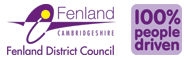 Fenland
CAMBRIDGESHIRE
Fenland District Council
100%
people
driven